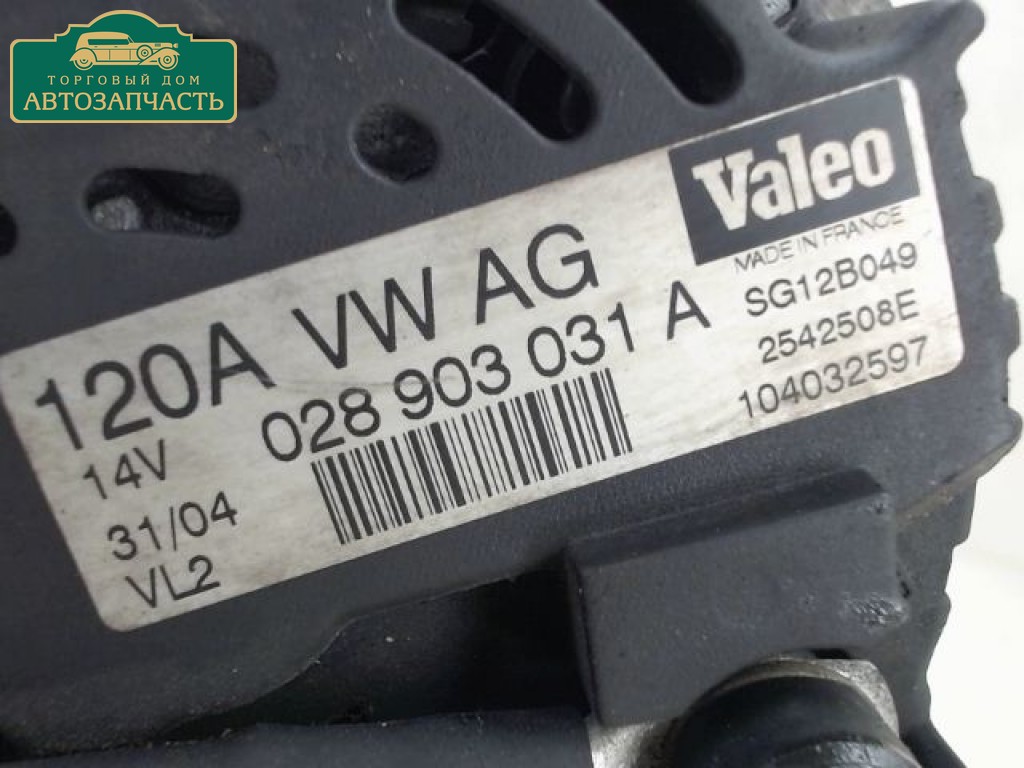 ТОРГОВЫЙ ДОМ
АВТОЗАПЧАСТЬ
Valeo
MADE IN FRANCE
120A VW AG
SG12B049
028 903 031 A
2542508E
14V
104032597
31/04
VL2